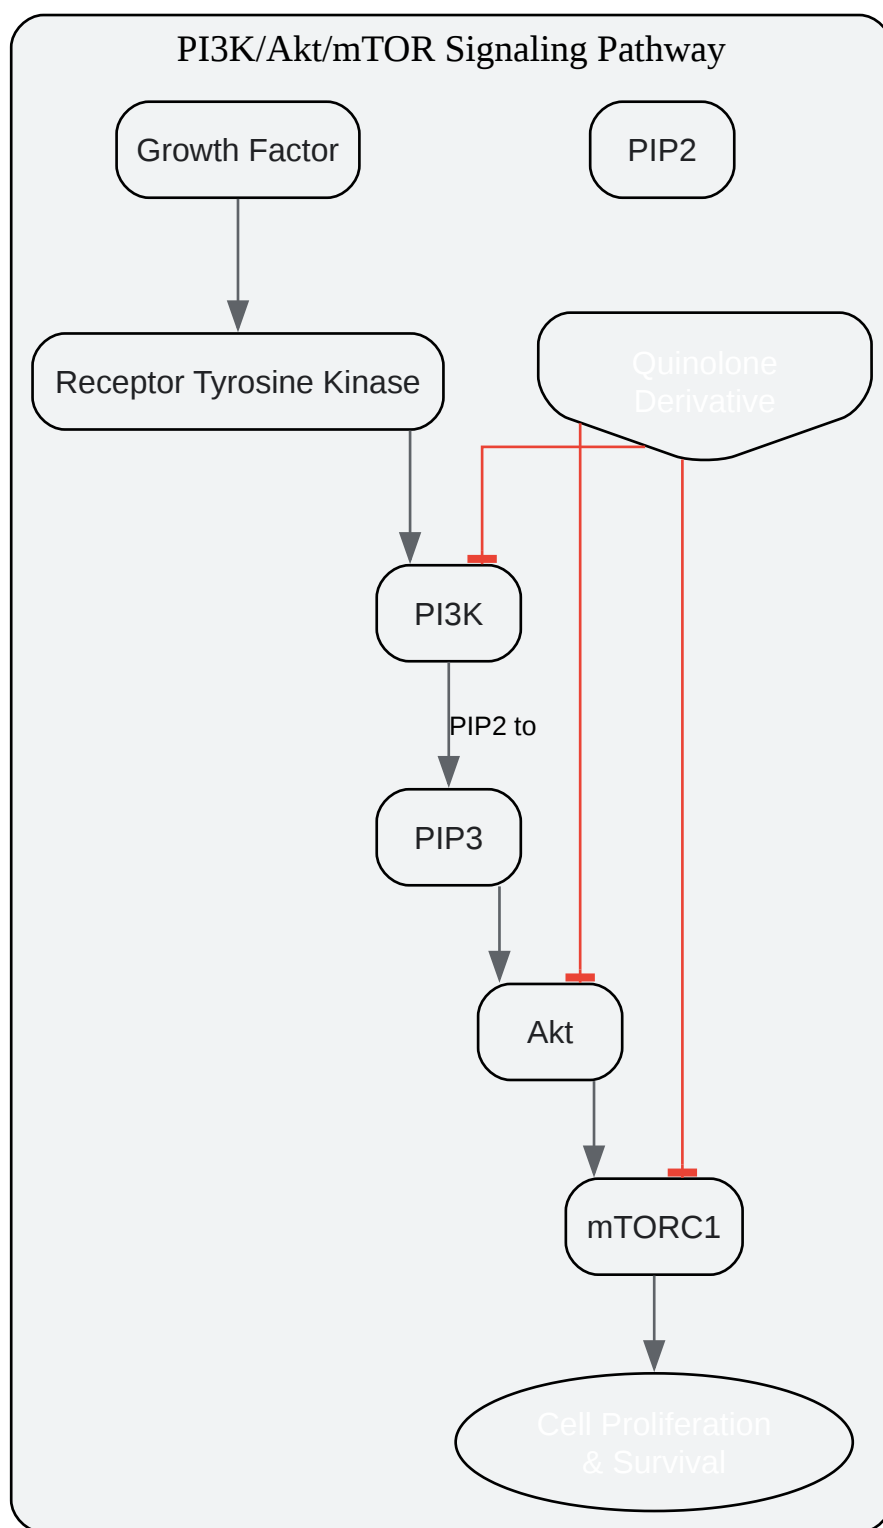 PI3K/Akt/mTOR Signaling Pathway
Growth Factor
PIP2
Receptor Tyrosine Kinase
Quinolone
Derivative
PI3K
PIP2 to
PIP3
Akt
mTORC1
Cell Proliferation
& Survival